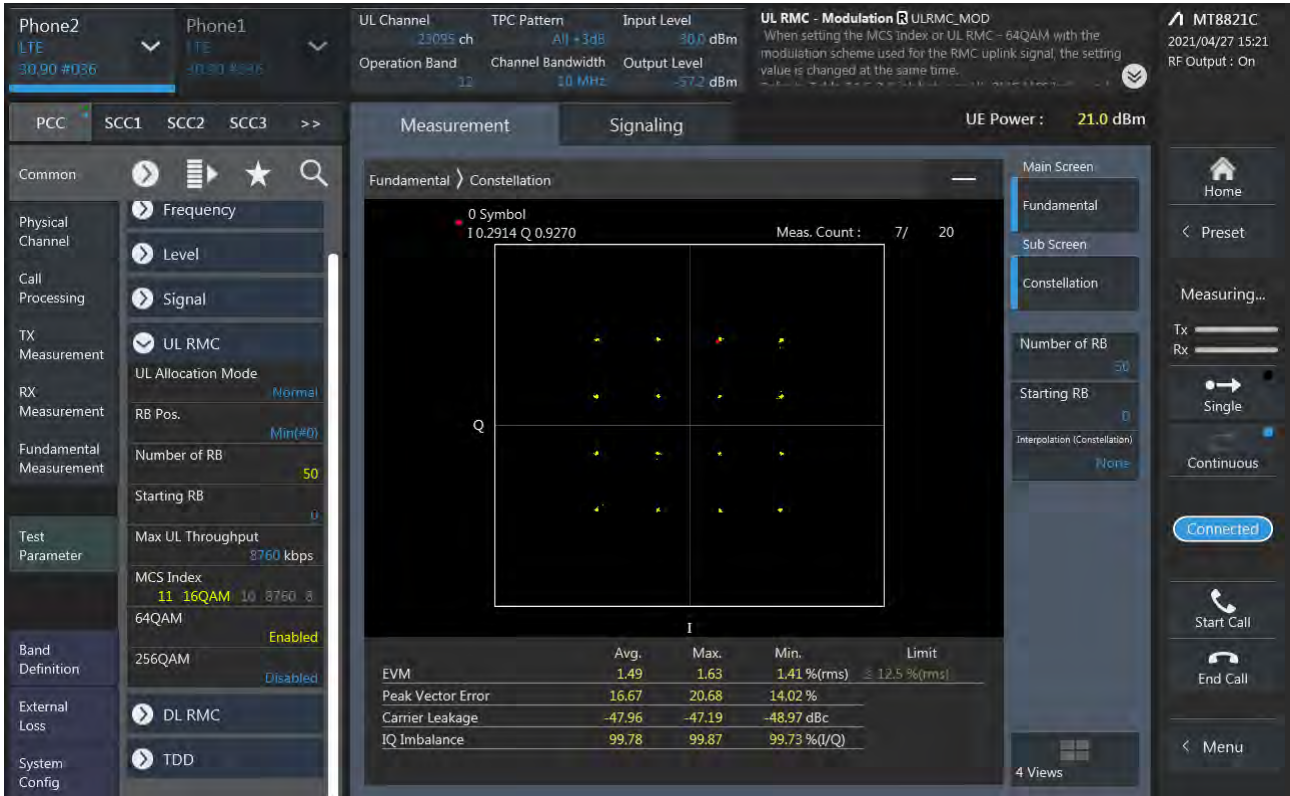 Phone2
LTE
30.90 #036
Phone1
LTE
30.90 #036
UL Channel
23095 ch
TPC Pattern
All +3dB
Input Level
30.0 dBm
Operation Band
12
Channel Bandwidth
10 MHz
Output Level
-57.2 dBm
UL RMC - Modulation R ULRMC_MOD
When setting the MCS Index or UL RMC - 64QAM with the
modulation scheme used for the RMC uplink signal, the setting
value is changed at the same time.
MT8821C
2021/04/27 15:21
RF Output : On
PCC SCC1 SCC2 SCC3 >>
Measurement
Signaling
UE Power : 21.0 dBm
Common
Physical
Channel
Call
Processing
TX
Measurement
RX
Measurement
Fundamental
Measurement
Test
Parameter
Band
Definition
External
Loss
System
Config
Frequency
Level
Signal
UL RMC
UL Allocation Mode
Normal
RB Pos.
Min(#0)
Number of RB
50
Starting RB
0
Max UL Throughput
8760 kbps
MCS Index
11 16QAM 10 8760 8
64QAM
Enabled
256QAM
Disabled
DL RMC
TDD
Fundamental ⟩ Constellation
0 Symbol
I 0.2914 Q 0.9270
Meas. Count : 7/ 20
Q
I
Avg. Max. Min. Limit
EVM 1.49 1.63 1.41 %(rms) ≤ 12.5 %(rms)
Peak Vector Error 16.67 20.68 14.02 %
Carrier Leakage -47.96 -47.19 -48.97 dBc
IQ Imbalance 99.78 99.87 99.73 %(I/Q)
Main Screen
Fundamental
Sub Screen
Constellation
Number of RB
50
Starting RB
0
Interpolation (Constellation)
None
4 Views
Home
< Preset
Measuring...
Tx
Rx
Single
Continuous
Connected
Start Call
End Call
< Menu